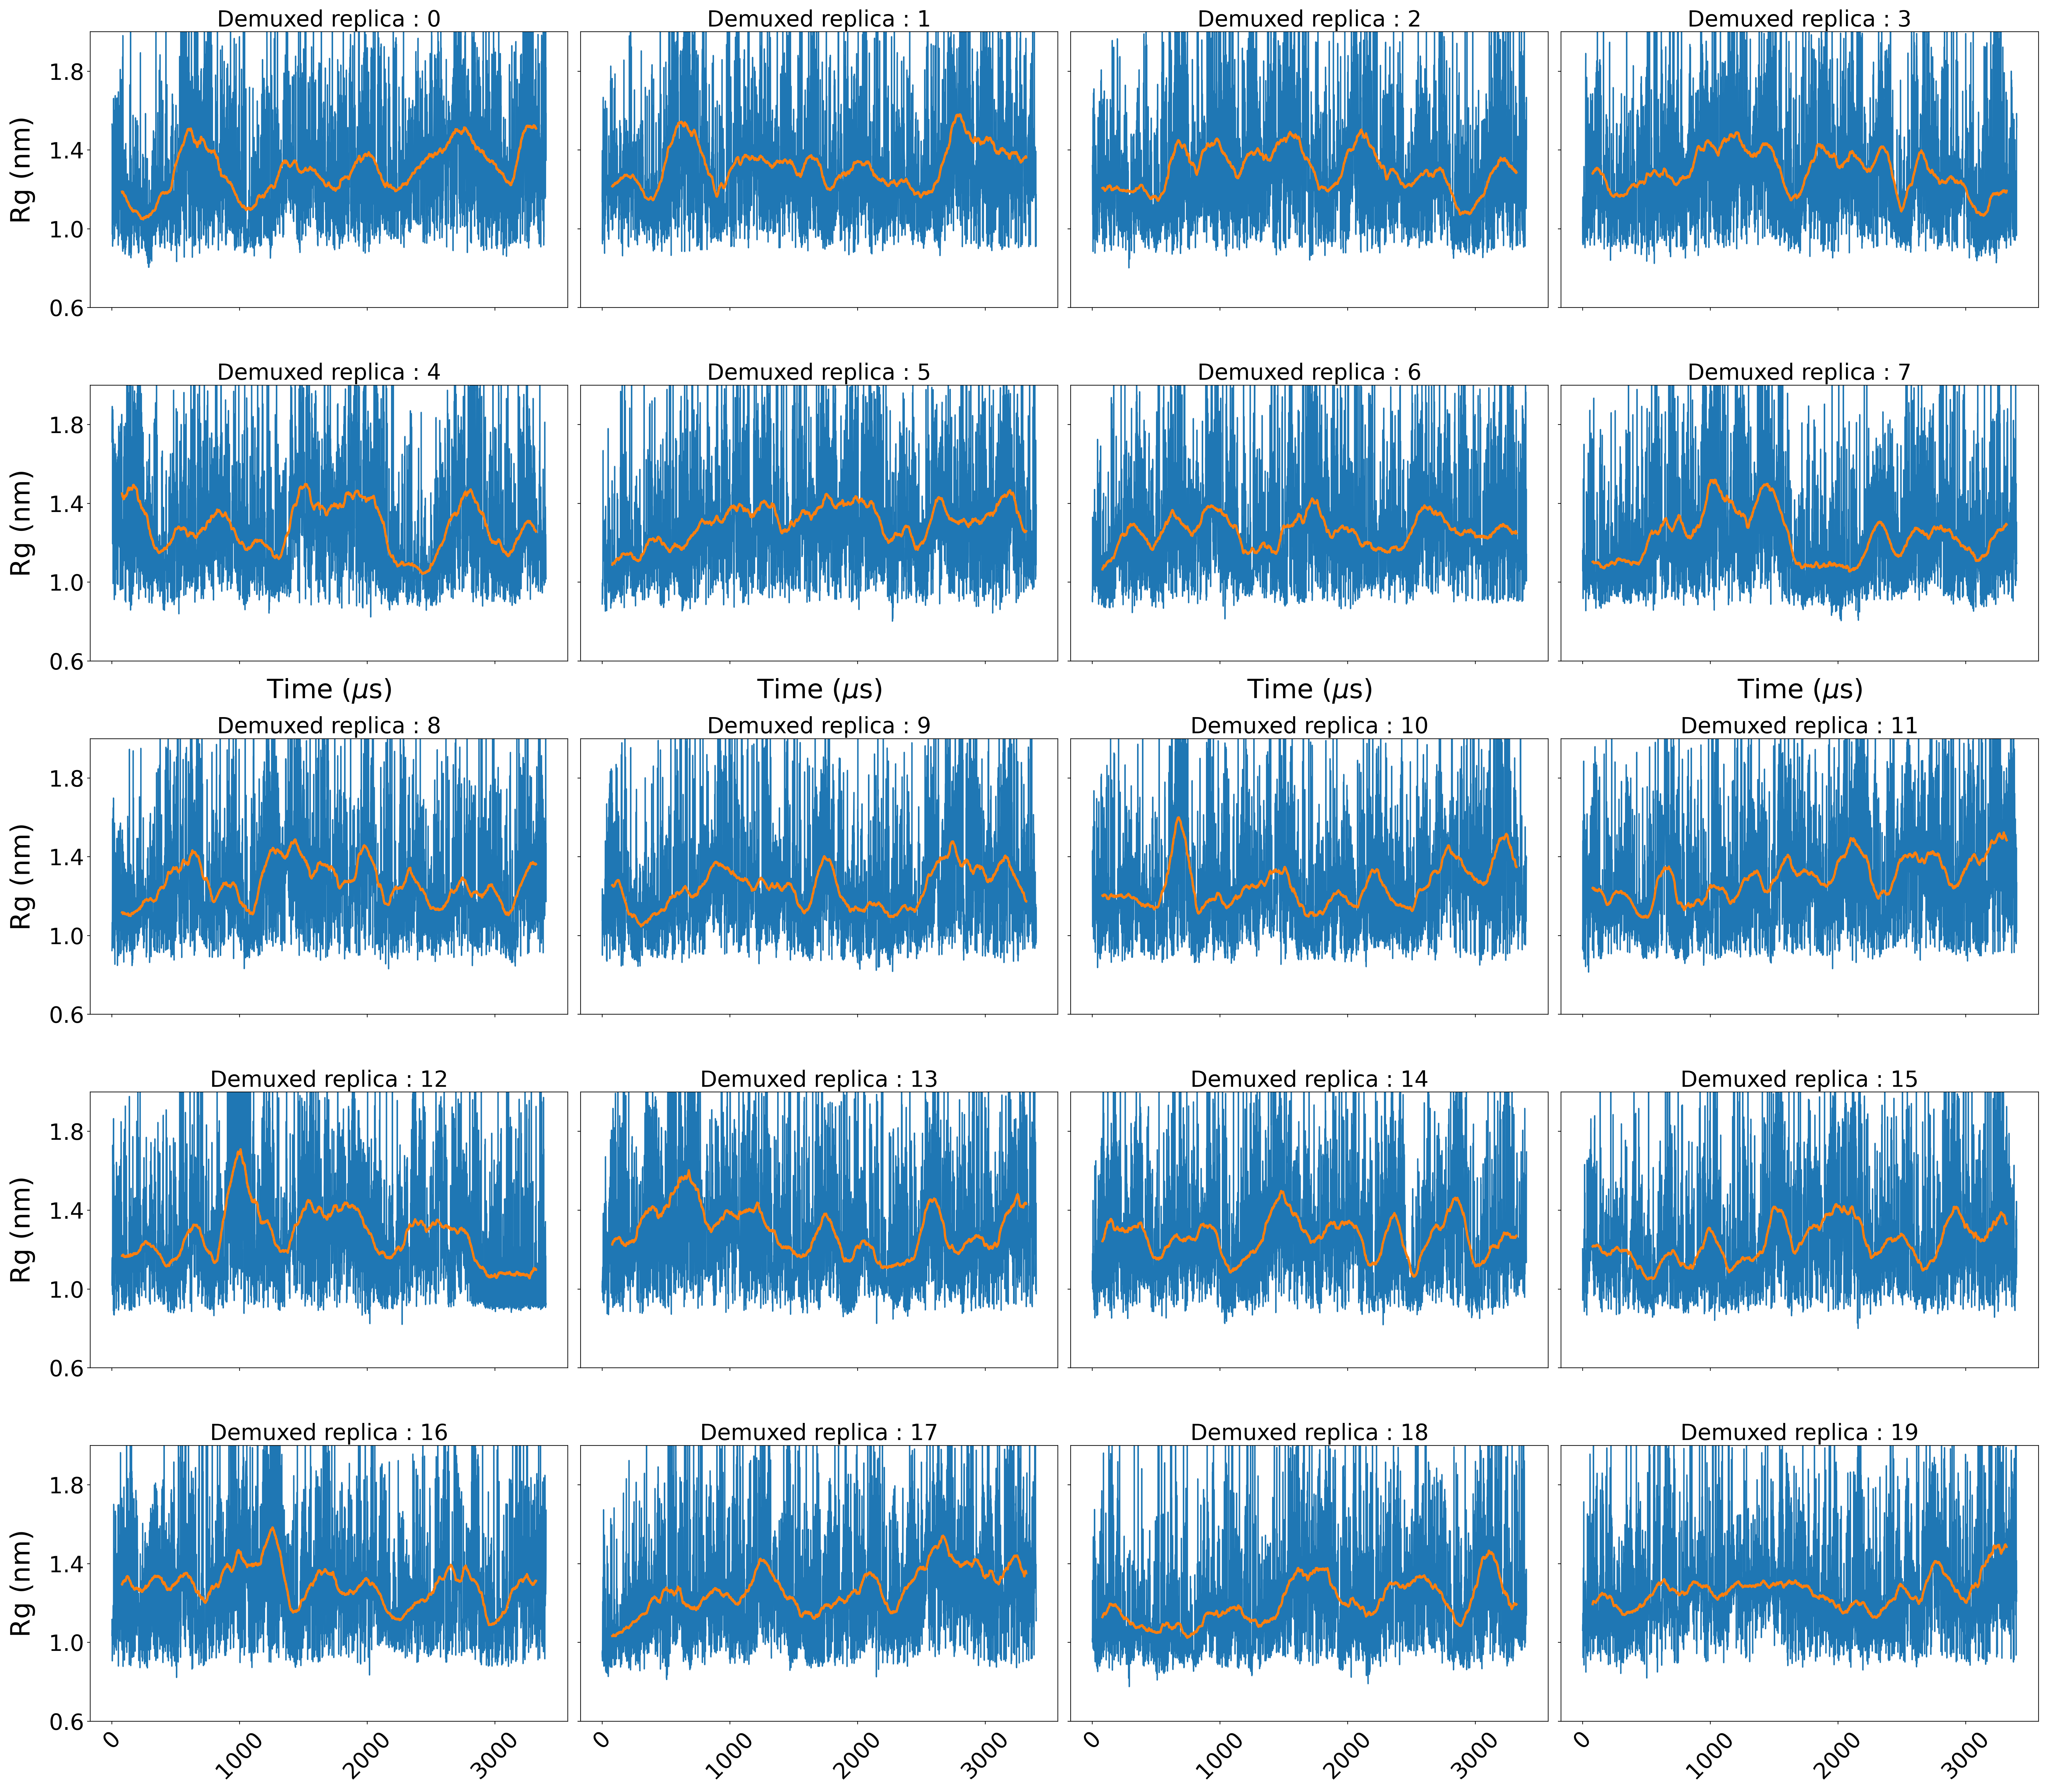 Demuxed replica : 0 Demuxed replica : 1 Demuxed replica : 2 Demuxed replica : 3
1.8
1.4
Rg (nm)
1.0
0.6
Demuxed replica : 4 Demuxed replica : 5 Demuxed replica : 6 Demuxed replica : 7
1.8
1.4
Rg (nm)
1.0
0.6
Time (μs) Time (μs) Time (μs) Time (μs)
Demuxed replica : 8 Demuxed replica : 9 Demuxed replica : 10 Demuxed replica : 11
1.8
1.4
Rg (nm)
1.0
0.6
Demuxed replica : 12 Demuxed replica : 13 Demuxed replica : 14 Demuxed replica : 15
1.8
1.4
Rg (nm)
1.0
0.6
Demuxed replica : 16 Demuxed replica : 17 Demuxed replica : 18 Demuxed replica : 19
1.8
1.4
Rg (nm)
1.0
0.6
0 1000 2000 3000 0 1000 2000 3000 0 1000 2000 3000 0 1000 2000 3000